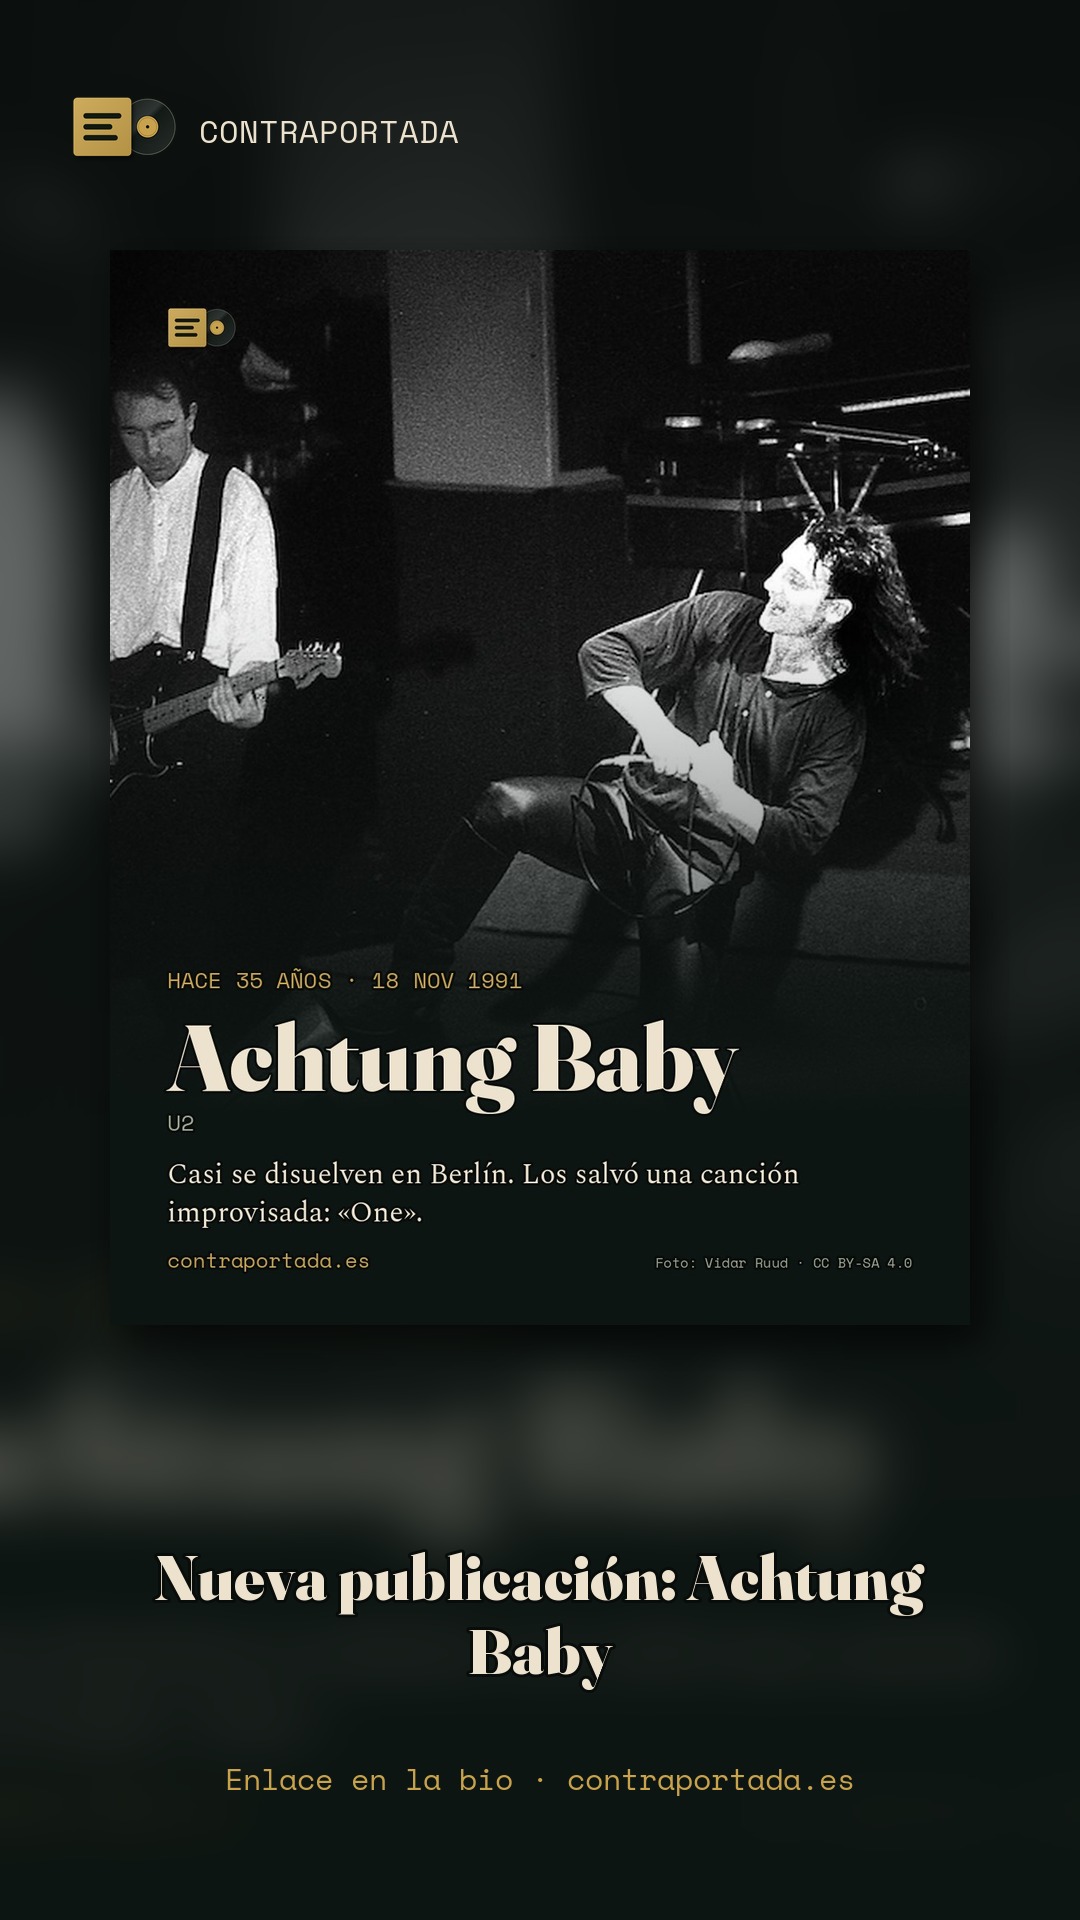 CONTRAPORTADA
HACE 35 AÑOS · 18 NOV 1991
Achtung Baby
U2
Casi se disuelven en Berlín. Los salvó una canción
improvisada: «One».
contraportada.es
Foto: Vidar Ruud · CC BY-SA 4.0
Nueva publicación: Achtung
Baby
Enlace en la bio · contraportada.es